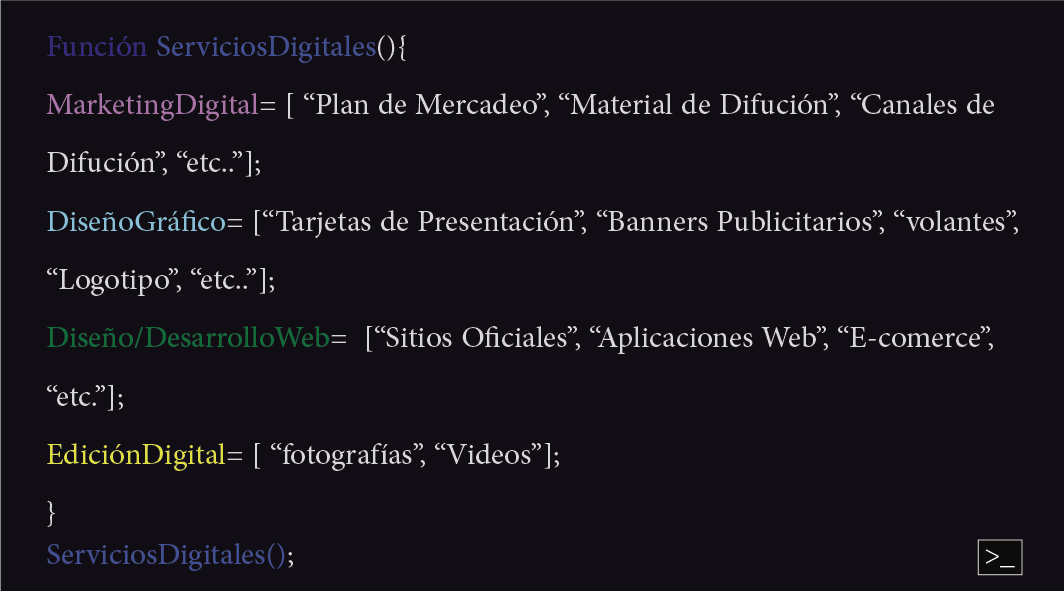 Función ServiciosDigitales(){
MarketingDigital= [ “Plan de Mercadeo”, “Material de Difución”, “Canales de
Difución”, “etc..”];
DiseñoGráfico= [“Tarjetas de Presentación”, “Banners Publicitarios”, “volantes”,
“Logotipo”, “etc..”];
Diseño/DesarrolloWeb=  [“Sitios Oficiales”, “Aplicaciones Web”, “E-comerce”,
“etc.”];
EdiciónDigital= [ “fotografías”, “Videos”];
}
ServiciosDigitales();
>_